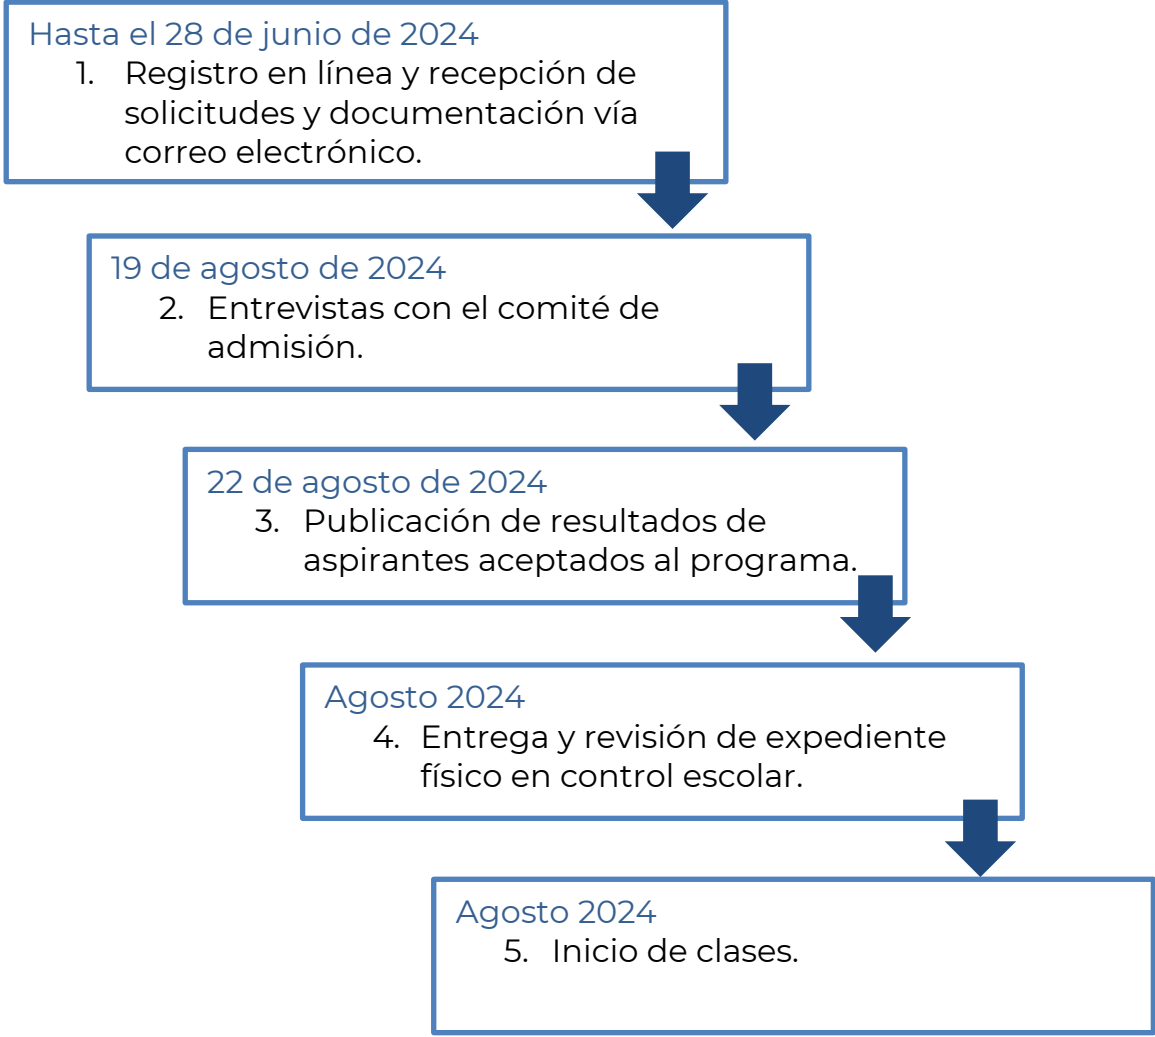 Hasta el 28 de junio de 2024
1. Registro en línea y recepción de
solicitudes y documentación vía
correo electrónico.
19 de agosto de 2024
2. Entrevistas con el comité de
admisión.
22 de agosto de 2024
3. Publicación de resultados de
aspirantes aceptados al programa.
Agosto 2024
4. Entrega y revisión de expediente
físico en control escolar.
Agosto 2024
5. Inicio de clases.